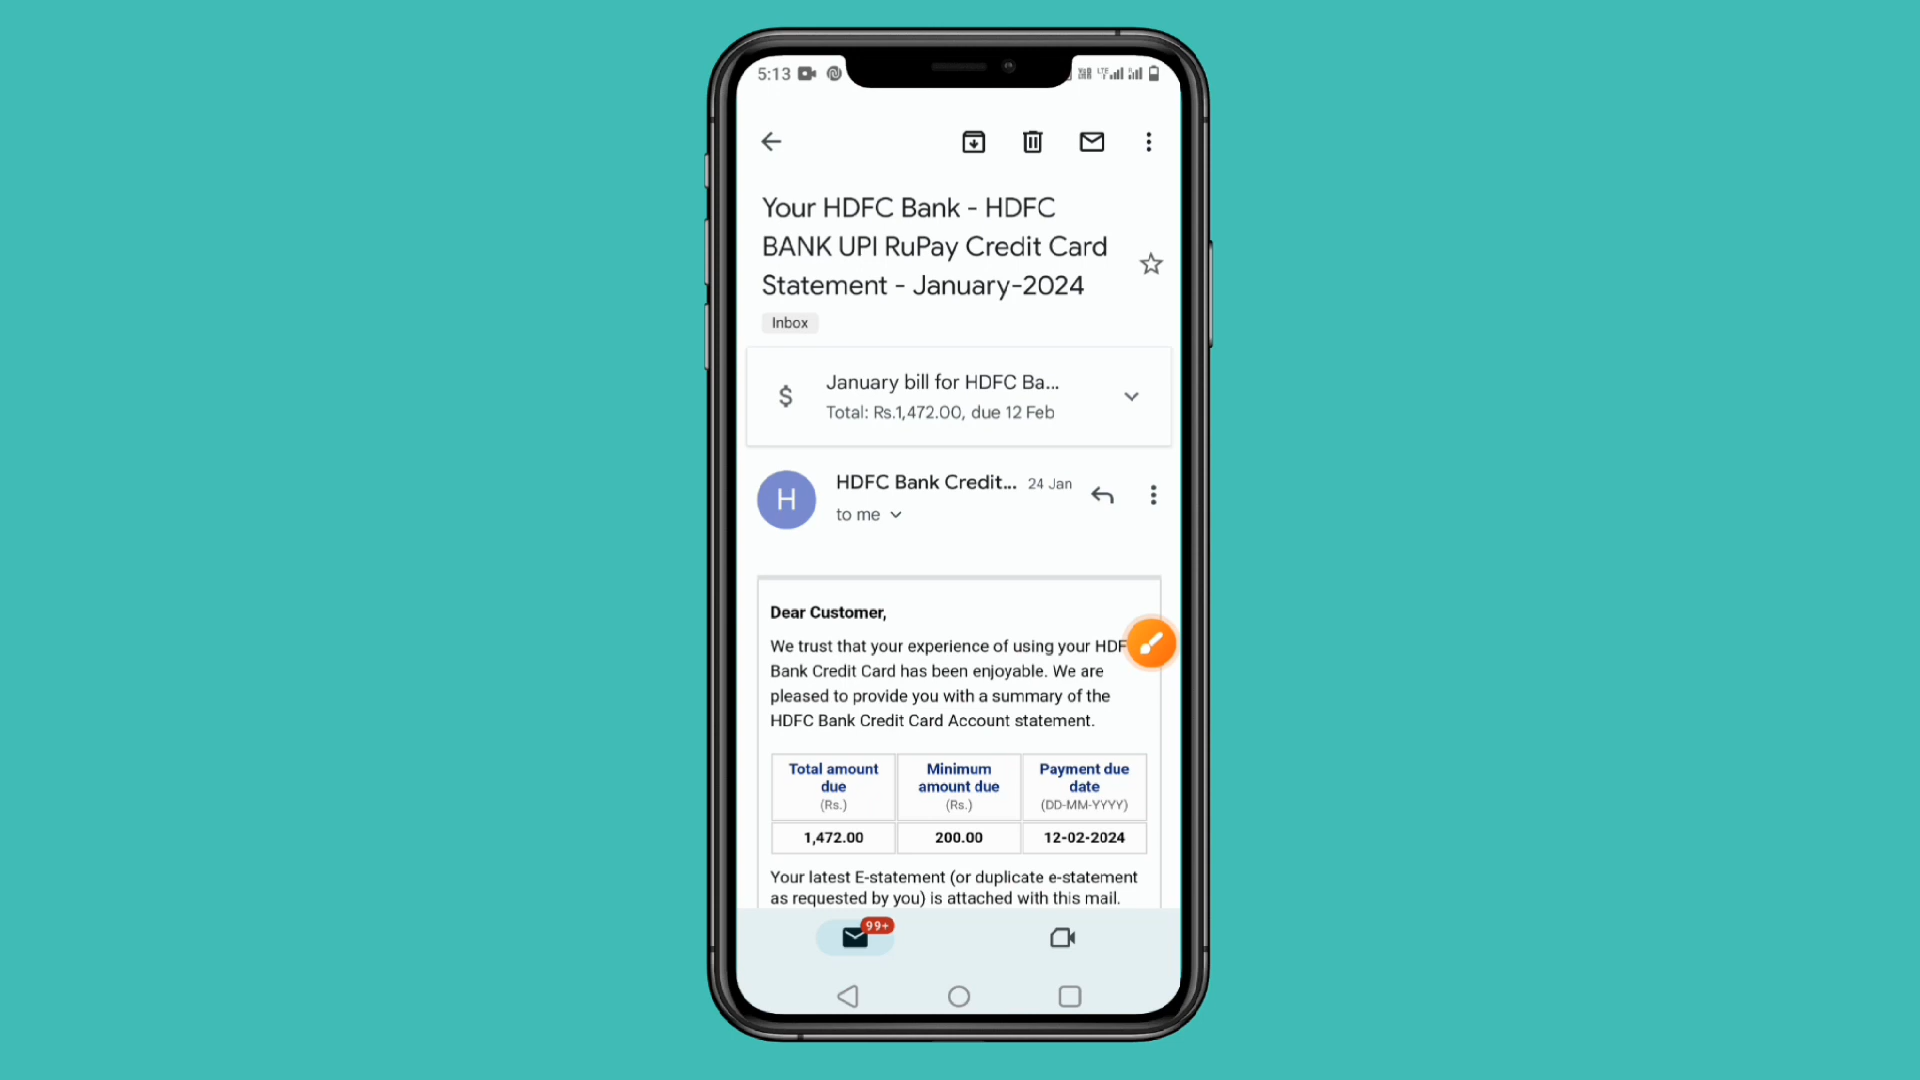 5:13
Your HDFC Bank - HDFC
BANK UPI RuPay Credit Card
Statement - January-2024
Inbox
$
January bill for HDFC Ba...
Total: Rs.1,472.00, due 12 Feb
H
HDFC Bank Credit... 24 Jan
to me
Dear Customer,
We trust that your experience of using your HDF
Bank Credit Card has been enjoyable. We are
pleased to provide you with a summary of the
HDFC Bank Credit Card Account statement.
Total amount due (Rs.) Minimum amount due (Rs.) Payment due date (DD-MM-YYYY)
1,472.00 200.00 12-02-2024
Your latest E-statement (or duplicate e-statement
as requested by you) is attached with this mail.
99+